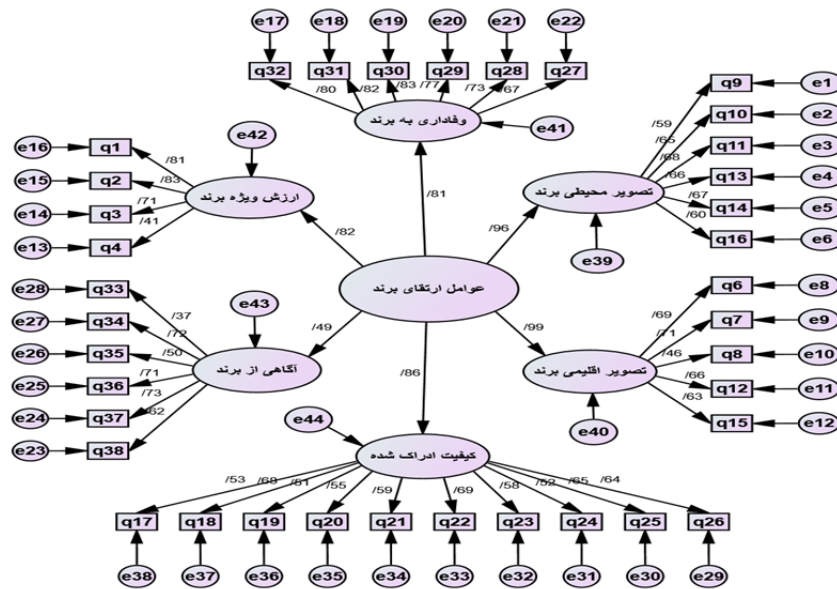 e17 e18 e19 e20 e21 e22
q32 q31 q30 q29 q28 q27
/80 /82 /83 /77 /73 /67
وفاداری به برند
e41
/81
e42
e16 q1 /81
e15 q2 /83
e14 q3 /71
e13 q4 /41
ارزش ویژه برند
/82
q9 e1 /59
q10 e2 /65
q11 e3 /68
q13 e4 /66
q14 e5 /67
q16 e6 /60
تصویر محیطی برند
/96
e39
عوامل ارتقای برند
e43
e28 q33 /37
e27 q34 /72
e26 q35 /50
e25 q36 /71
e24 q37 /73
e23 q38 /62
آگاهی از برند
/49
q6 e8 /69
q7 e9 /71
q8 e10 /46
q12 e11 /66
q15 e12 /63
تصویر اقلیمی برند
/99
e40
/86
e44
کیفیت ادراک شده
/53 /68 /51 /55 /59 /69 /58 /52 /65 /64
q17 q18 q19 q20 q21 q22 q23 q24 q25 q26
e38 e37 e36 e35 e34 e33 e32 e31 e30 e29